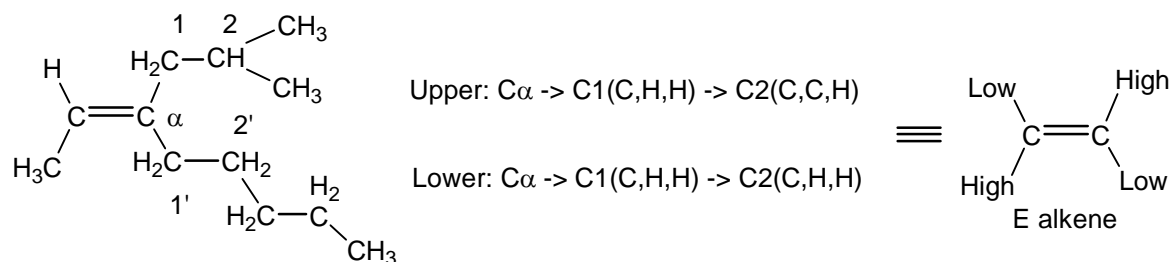 1 2 CH3
H H2C CH
CH3
C C α 2'
H3C H2C CH2
1' H2
H2C C
CH3
Upper: Cα -> C1(C,H,H) -> C2(C,C,H)
Lower: Cα -> C1(C,H,H) -> C2(C,H,H)
High
Low
C C
High Low
E alkene